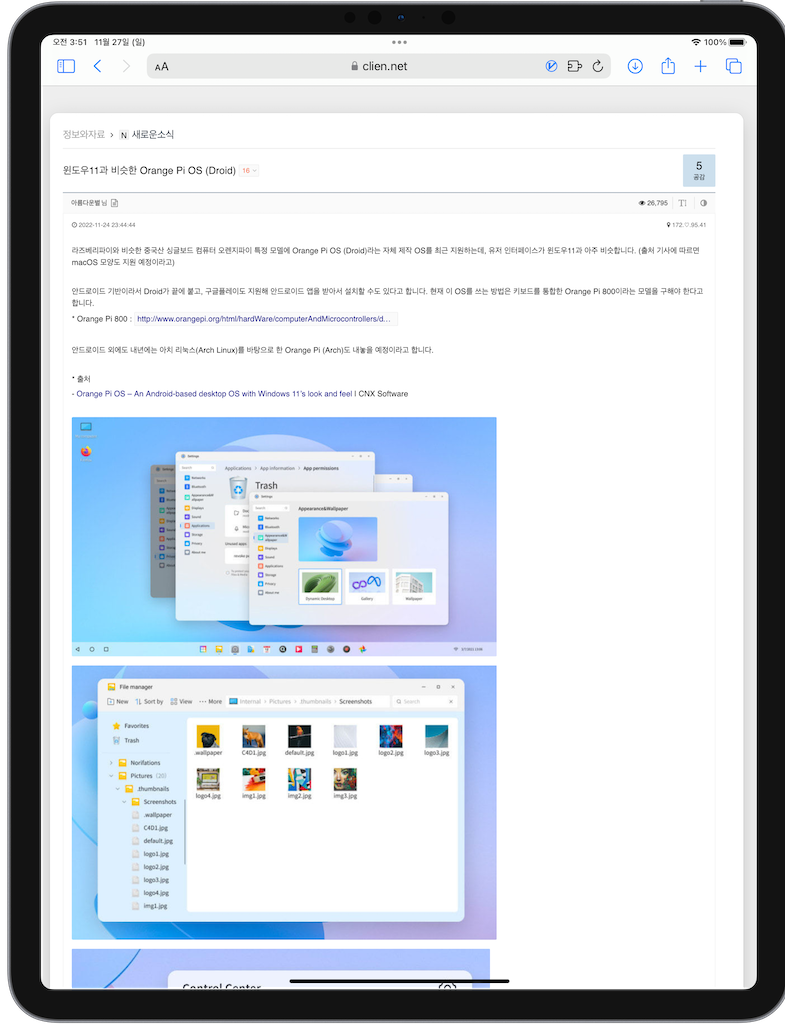 오전 3:51 11월 27일 (일)
100%
AA
clien.net
정보와자료 › N 새로운소식
윈도우11과 비슷한 Orange Pi OS (Droid) 16
5
공감
아름다운별 님
26,795
2022-11-24 23:44:44
172.♡.95.41
라즈베리파이와 비슷한 중국산 싱글보드 컴퓨터 오렌지파이 특정 모델에 Orange Pi OS (Droid)라는 자체 제작 OS를 최근 지원하는데, 유저 인터페이스가 윈도우11과 아주 비슷합니다. (출처 기사에 따르면
macOS 모양도 지원 예정이라고)
안드로이드 기반이라서 Droid가 끝에 붙고, 구글플레이도 지원해 안드로이드 앱을 받아서 설치할 수도 있다고 합니다. 현재 이 OS를 쓰는 방법은 키보드를 통합한 Orange Pi 800이라는 모델을 구해야 한다고
합니다.
* Orange Pi 800 : http://www.orangepi.org/html/hardWare/computerAndMicrocontrollers/d...
안드로이드 외에도 내년에는 아치 리눅스(Arch Linux)를 바탕으로 한 Orange Pi (Arch)도 내놓을 예정이라고 합니다.
* 출처
- Orange Pi OS – An Android-based desktop OS with Windows 11's look and feel | CNX Software
Settings
Applications > App information > App permissions
Trash
Settings
Search
Appearance&Wallpaper
Networks
Bluetooth
Appearance&Wallpaper
Displays
Sound
Applications
Storage
Privacy
About me
Dynamic Desktop
Gallery
Wallpaper
File manager
New
Sort by
View
More
Internal > Pictures > .thumbnails > Screenshots
Search
Favorites
Trash
Norifations
Pictures (20)
.thumbnails
Screenshots
.wallpaper
C4D1.jpg
default.jpg
logo1.jpg
logo2.jpg
logo3.jpg
logo4.jpg
img1.jpg
.wallpaper
C4D1.jpg
default.jpg
logo1.jpg
logo2.jpg
logo3.jpg
logo4.jpg
img1.jpg
img2.jpg
img3.jpg
Control Center